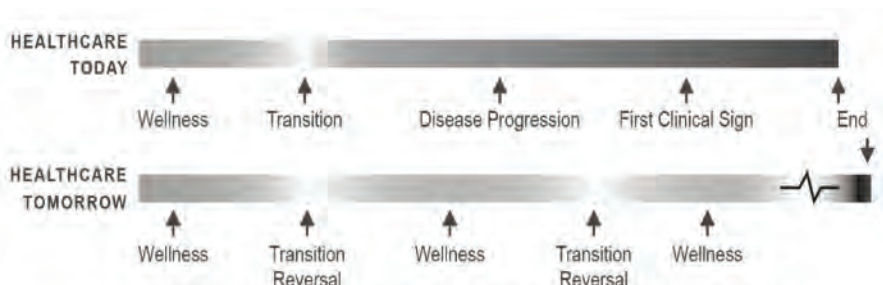 HEALTHCARE
TODAY
Wellness Transition Disease Progression First Clinical Sign End
HEALTHCARE
TOMORROW
Wellness Transition Wellness Transition Wellness
Reversal Reversal